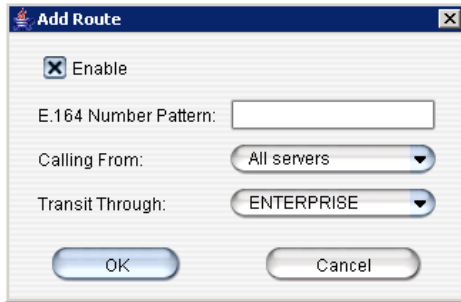 Add Route
Enable
E.164 Number Pattern:
Calling From: All servers
Transit Through: ENTERPRISE
OK Cancel